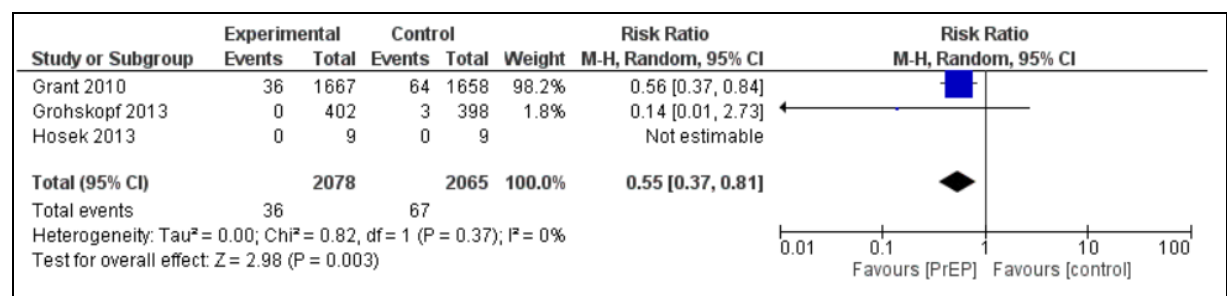 Experimental Control Risk Ratio Risk Ratio
Study or Subgroup Events Total Events Total Weight M-H, Random, 95% CI M-H, Random, 95% CI
Grant 2010 36 1667 64 1658 98.2% 0.56 [0.37, 0.84]
Grohskopf 2013 0 402 3 398 1.8% 0.14 [0.01, 2.73]
Hosek 2013 0 9 0 9 Not estimable
Total (95% CI) 2078 2065 100.0% 0.55 [0.37, 0.81]
Total events 36 67
Heterogeneity: Tau² = 0.00; Chi² = 0.82, df = 1 (P = 0.37); I² = 0%
Test for overall effect: Z = 2.98 (P = 0.003)
0.01 0.1 1 10 100
Favours [PrEP] Favours [control]